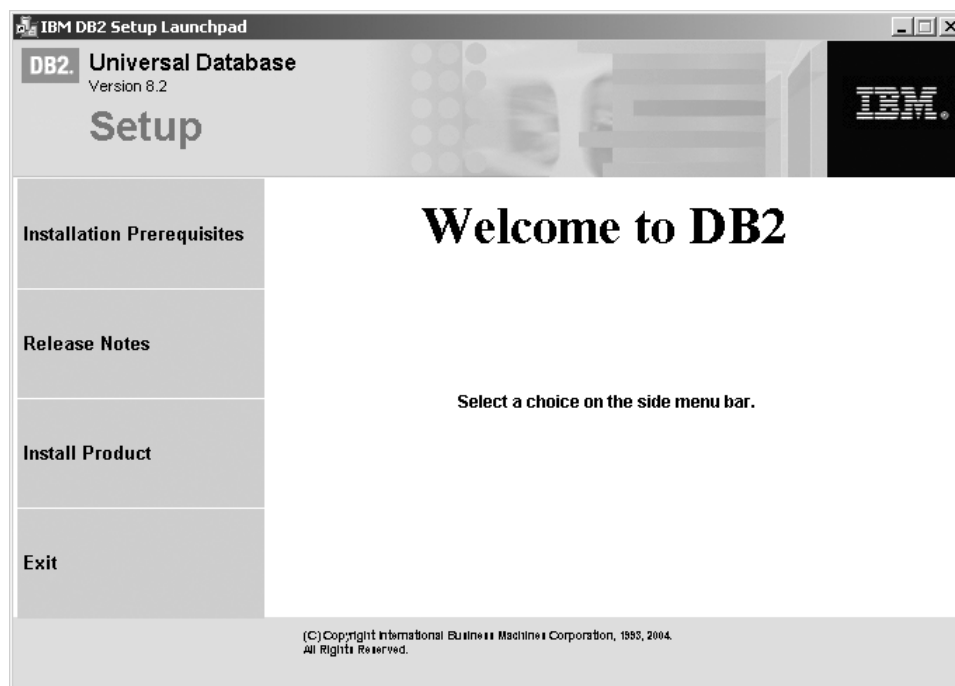 IBM DB2 Setup Launchpad
DB2. Universal Database
Version 8.2
Setup
IBM.
Installation Prerequisites
Release Notes
Install Product
Exit
Welcome to DB2
Select a choice on the side menu bar.
(C) Copyright International Business Machines Corporation, 1993, 2004.
All Rights Reserved.